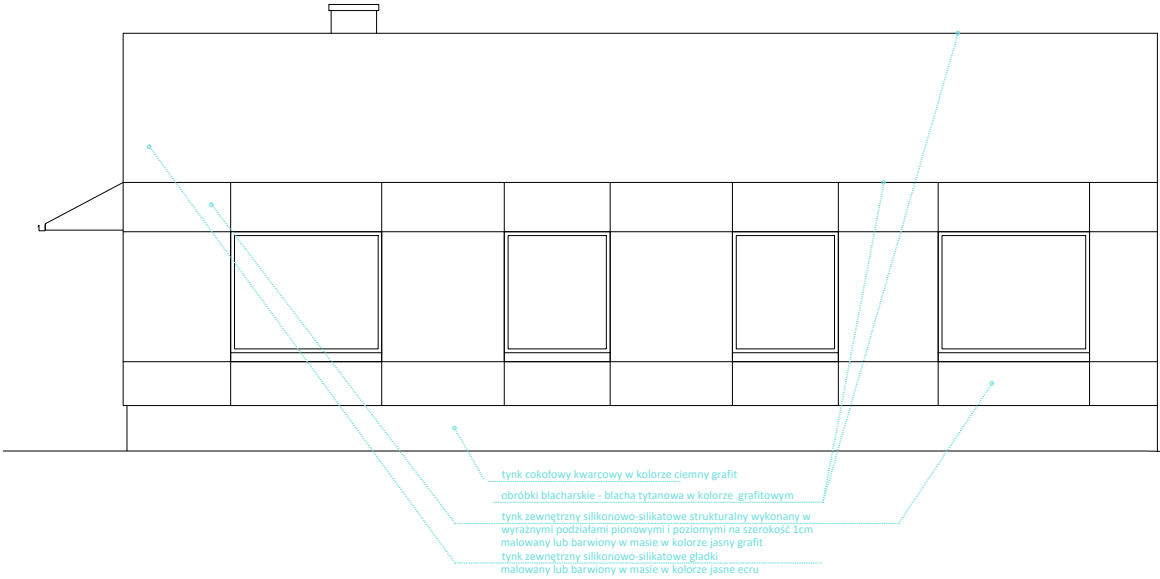 tynk cokołowy kwarcowy w kolorze ciemny grafit
obróbki blacharskie - blacha tytanowa w kolorze grafitowym
tynk zewnętrzny silikonowo-silikatowe strukturalny wykonany w
wyraźnymi podziałami pionowymi i poziomymi na szerokość 1cm
malowany lub barwiony w masie w kolorze jasny grafit
tynk zewnętrzny silikonowo-silikatowe gładki
malowany lub barwiony w masie w kolorze jasne ecru